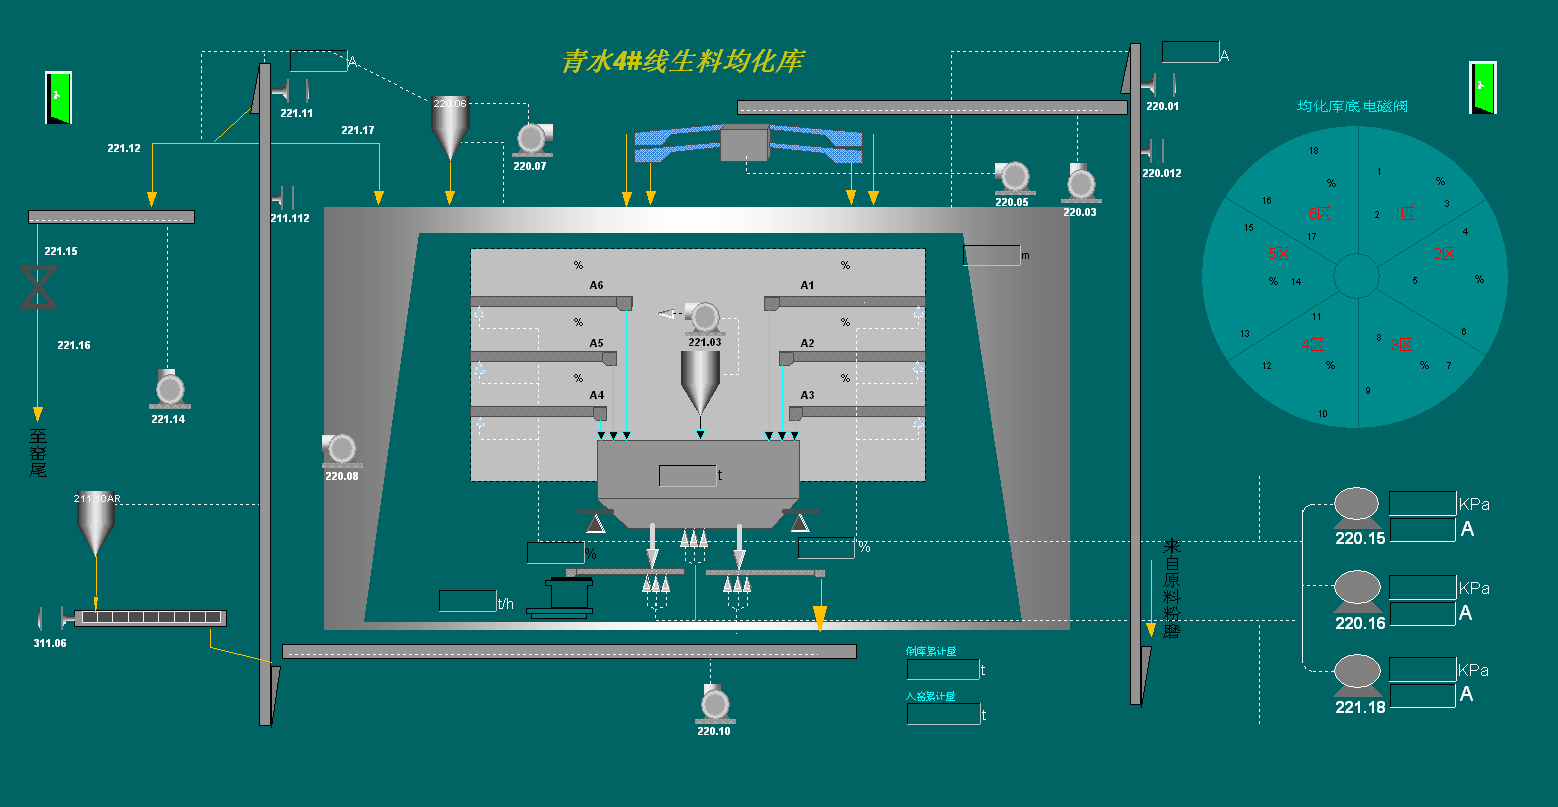 青水4#线生料均化库
A
A
220.06
221.11
220.01
均化库底电磁阀
221.17
221.12
220.07
220.012
220.05
220.03
211.112
18
1
%
%
16
6区
2
1区
3
15
17
4
5区
2区
%
14
5
%
11
13
6
4区
8
3区
12
%
%
7
9
10
221.15
m
%
%
A6
A1
%
%
221.03
A5
A2
%
%
A4
A3
221.16
221.14
至窑尾
220.08
t
211.10AR
KPa
220.15
A
%
%
来自原料粉磨
KPa
220.16
A
t/h
311.06
倒库累计量
t
KPa
221.18
A
入窑累计量
t
220.10